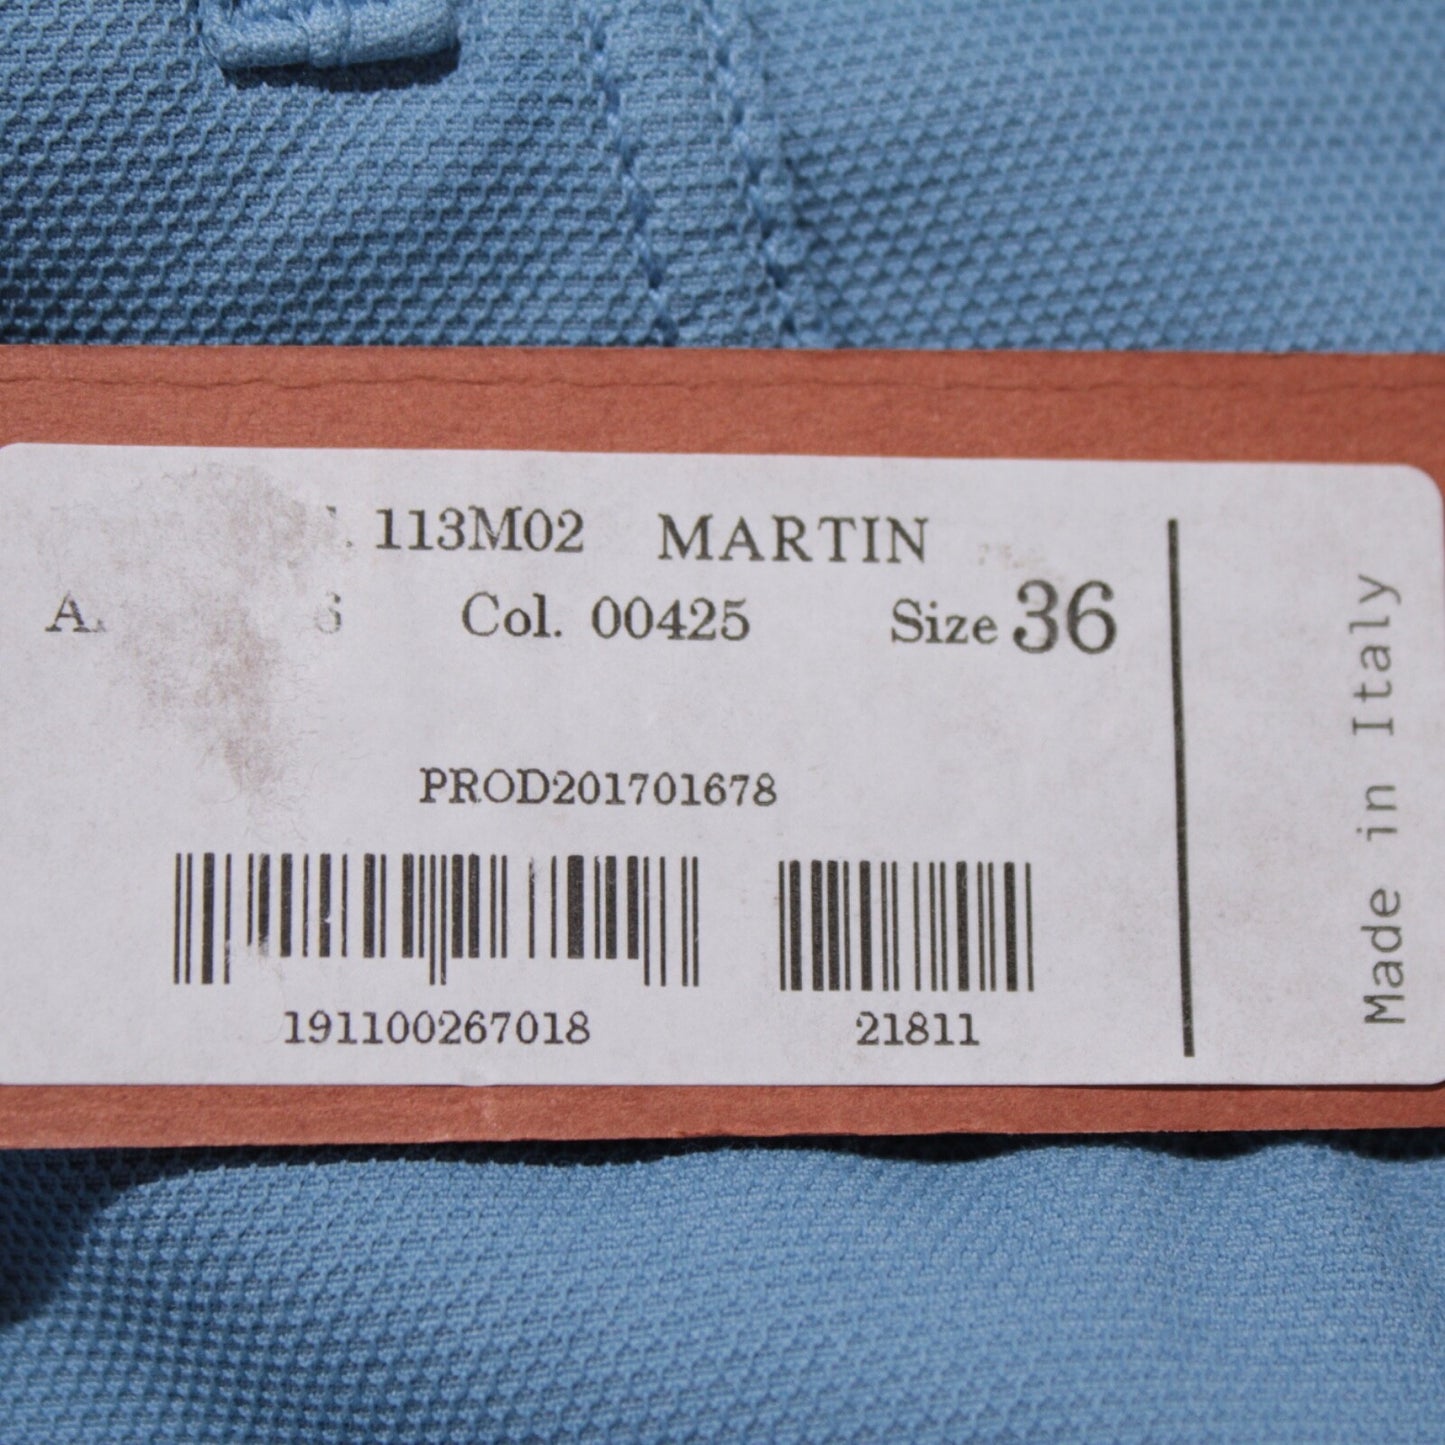 113M02 MARTIN
Col. 00425 Size 36
PROD201701678
191100267018 21811
Made in Italy